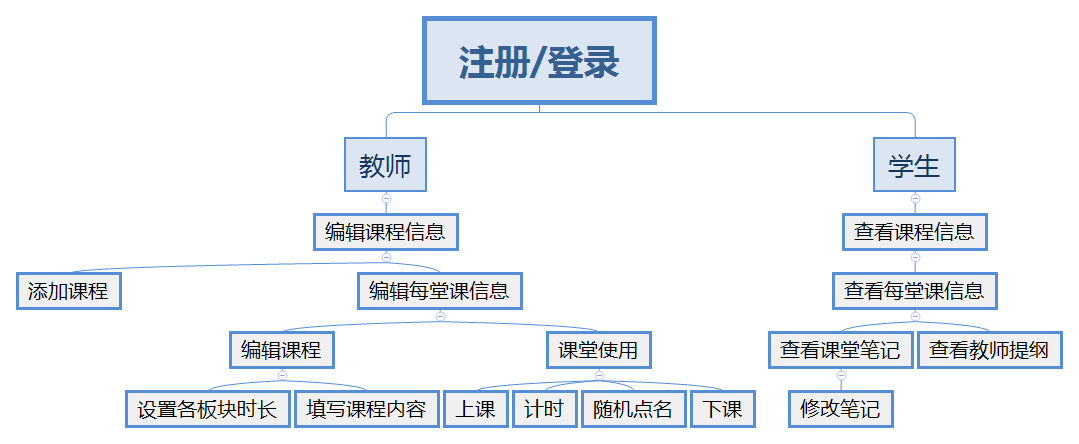 注册/登录
教师
学生
编辑课程信息
查看课程信息
添加课程
编辑每堂课信息
查看每堂课信息
编辑课程
课堂使用
查看课堂笔记
查看教师提纲
设置各板块时长
填写课程内容
上课
计时
随机点名
下课
修改笔记